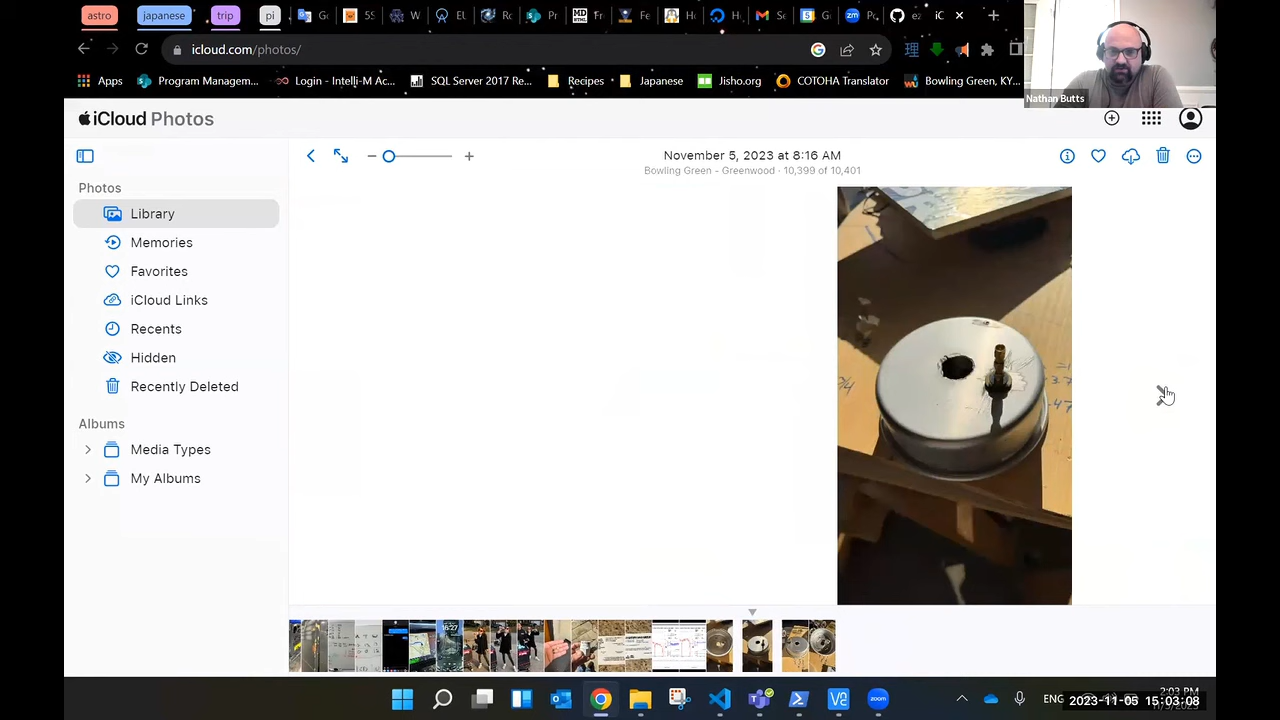 astro
japanese
trip
pi
icloud.com/photos/
Apps
Program Managem...
Login - Intelli-M Ac...
SQL Server 2017 Re...
Recipes
Japanese
Jisho.org
COTOHA Translator
Bowling Green, KY...
Nathan Butts
iCloud Photos
November 5, 2023 at 8:16 AM
Bowling Green - Greenwood · 10,399 of 10,401
Photos
Library
Memories
Favorites
iCloud Links
Recents
Hidden
Recently Deleted
Albums
Media Types
My Albums
ENG
2:03 PM
2023-11-05 15:03:08